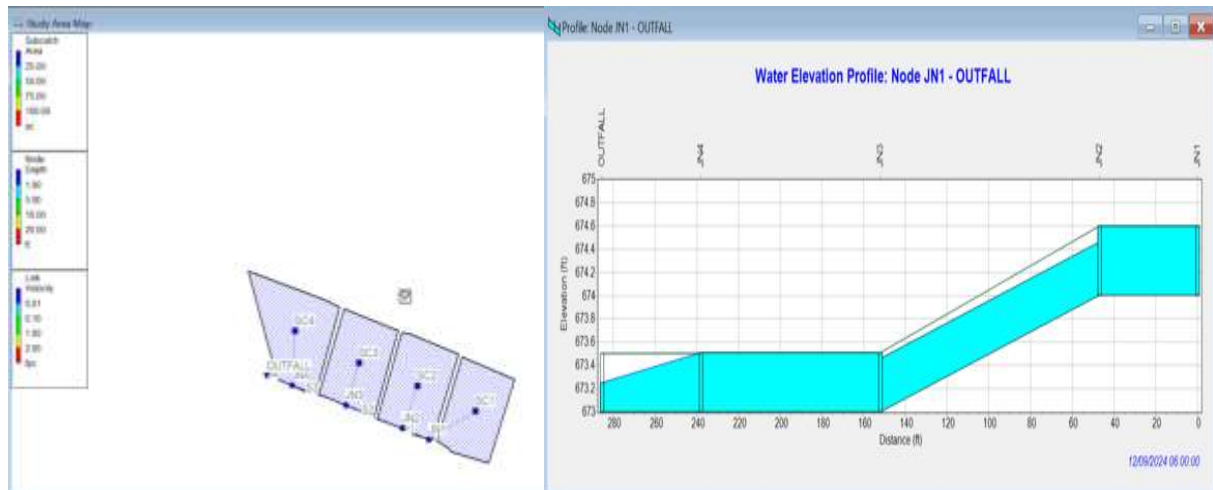 Study Area Map
Subcatch
Area
25.00
50.00
75.00
100.00
ac
Node
Depth
1.00
5.00
20.00
ft
Link
Velocity
0.01
0.10
1.00
2.00
fps
SC4
SC3
SC2
SC1
OUTFALL
JN3
JN2
Profile: Node JN1 - OUTFALL
Water Elevation Profile: Node JN1 - OUTFALL
OUTFALL
JN4
JN3
JN2
JN1
Elevation (ft)
675
674.8
674.6
674.4
674.2
674
673.8
673.6
673.4
673.2
673
280 260 240 220 200 180 160 140 120 100 80 60 40 20 0
Distance (ft)
12/09/2024 06:00:00